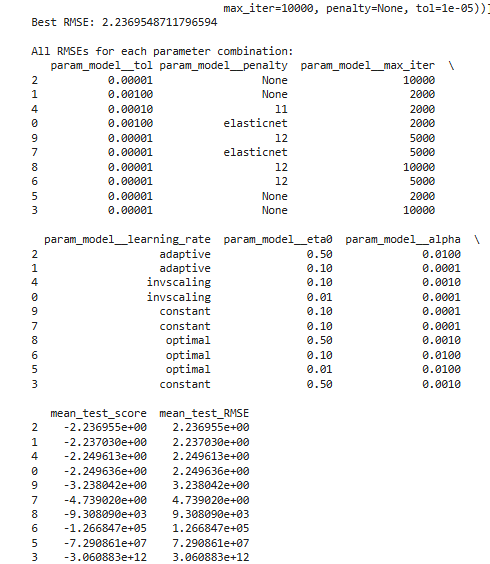 max_iter=10000, penalty=None, tol=1e-05))]
Best RMSE: 2.2369548711796594
All RMSEs for each parameter combination:
param_model__tol param_model__penalty param_model__max_iter \
2 0.00001 None 10000
1 0.00100 None 2000
4 0.00010 l1 2000
0 0.00100 elasticnet 2000
9 0.00001 l2 5000
7 0.00001 elasticnet 5000
8 0.00001 l2 10000
6 0.00001 l2 5000
5 0.00001 None 2000
3 0.00001 None 10000
param_model__learning_rate param_model__eta0 param_model__alpha \
2 adaptive 0.50 0.0100
1 adaptive 0.10 0.0001
4 invscaling 0.10 0.0010
0 invscaling 0.01 0.0001
9 constant 0.10 0.0001
7 constant 0.10 0.0001
8 optimal 0.50 0.0010
6 optimal 0.10 0.0100
5 optimal 0.01 0.0100
3 constant 0.50 0.0010
mean_test_score mean_test_RMSE
2 -2.236955e+00 2.236955e+00
1 -2.237030e+00 2.237030e+00
4 -2.249613e+00 2.249613e+00
0 -2.249636e+00 2.249636e+00
9 -3.238042e+00 3.238042e+00
7 -4.739020e+00 4.739020e+00
8 -9.308090e+03 9.308090e+03
6 -1.266847e+05 1.266847e+05
5 -7.290861e+07 7.290861e+07
3 -3.060883e+12 3.060883e+12